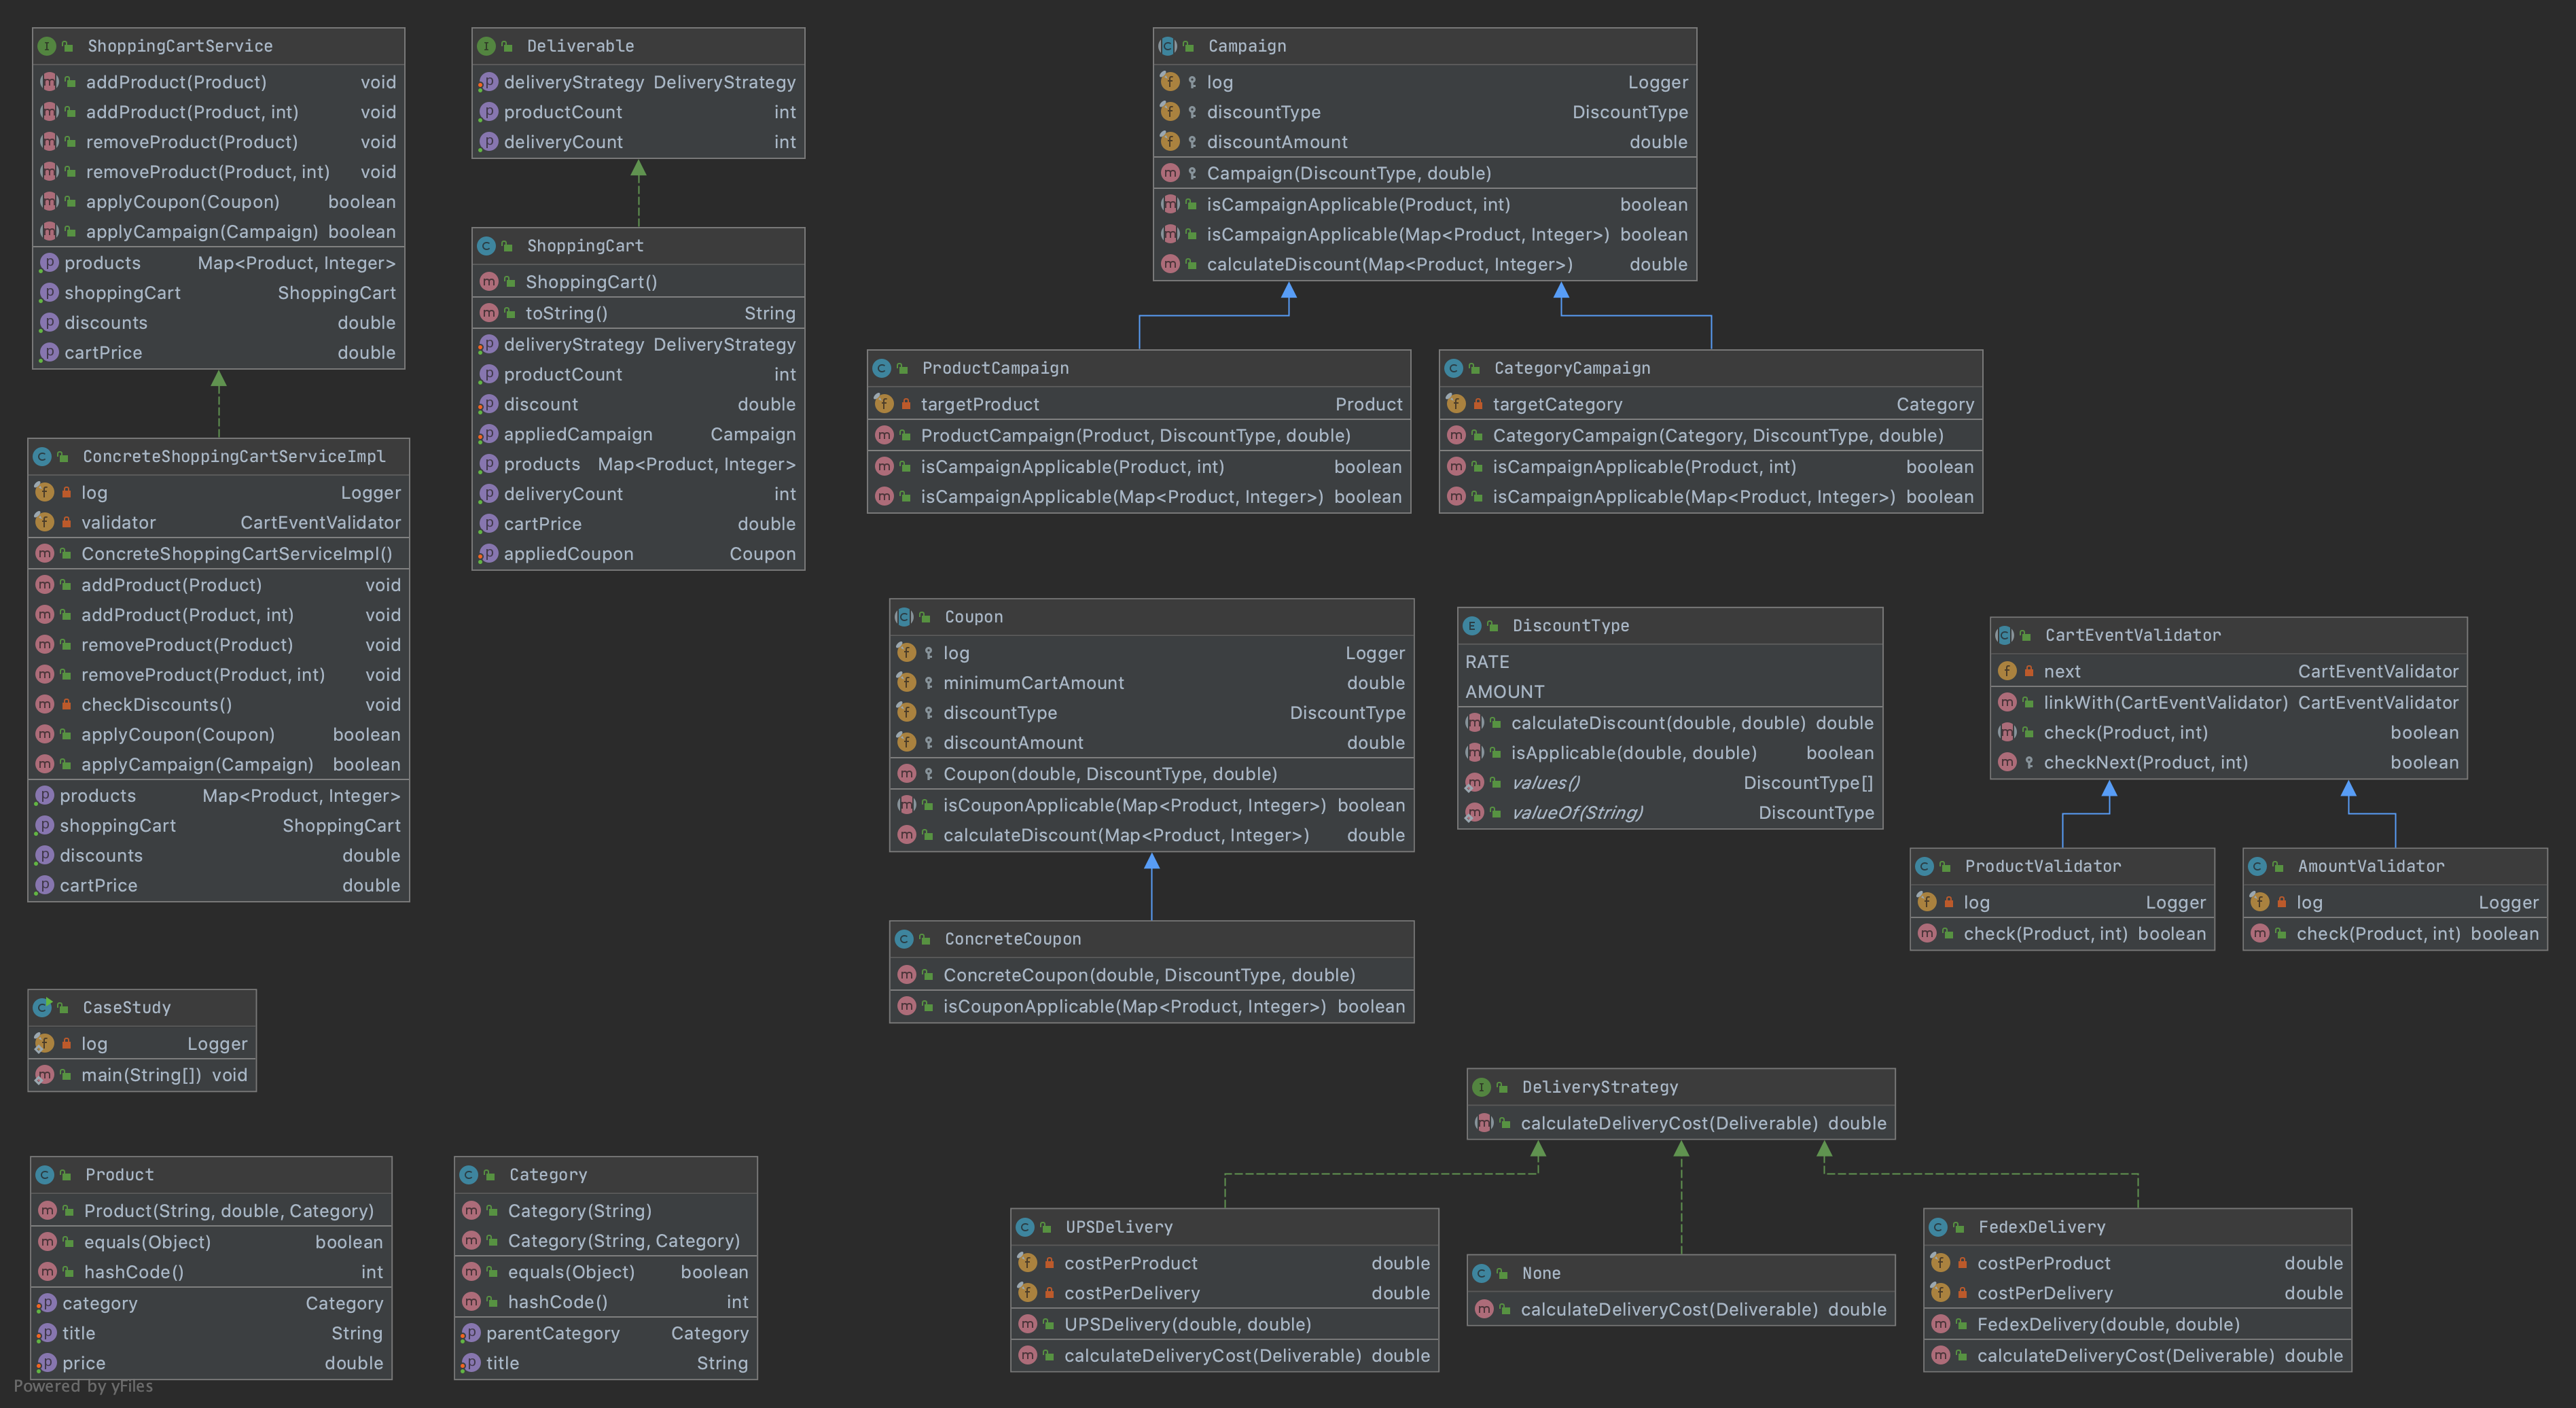 ShoppingCartService
addProduct(Product) void
addProduct(Product, int) void
removeProduct(Product) void
removeProduct(Product, int) void
applyCoupon(Coupon) boolean
applyCampaign(Campaign) boolean
products Map<Product, Integer>
shoppingCart ShoppingCart
discounts double
cartPrice double
ConcreteShoppingCartServiceImpl
log Logger
validator CartEventValidator
ConcreteShoppingCartServiceImpl()
addProduct(Product) void
addProduct(Product, int) void
removeProduct(Product) void
removeProduct(Product, int) void
checkDiscounts() void
applyCoupon(Coupon) boolean
applyCampaign(Campaign) boolean
products Map<Product, Integer>
shoppingCart ShoppingCart
discounts double
cartPrice double
Deliverable
deliveryStrategy DeliveryStrategy
productCount int
deliveryCount int
ShoppingCart
ShoppingCart()
toString() String
deliveryStrategy DeliveryStrategy
productCount int
discount double
appliedCampaign Campaign
products Map<Product, Integer>
deliveryCount int
cartPrice double
appliedCoupon Coupon
Campaign
log Logger
discountType DiscountType
discountAmount double
Campaign(DiscountType, double)
isCampaignApplicable(Product, int) boolean
isCampaignApplicable(Map<Product, Integer>) boolean
calculateDiscount(Map<Product, Integer>) double
ProductCampaign
targetProduct Product
ProductCampaign(Product, DiscountType, double)
isCampaignApplicable(Product, int) boolean
isCampaignApplicable(Map<Product, Integer>) boolean
CategoryCampaign
targetCategory Category
CategoryCampaign(Category, DiscountType, double)
isCampaignApplicable(Product, int) boolean
isCampaignApplicable(Map<Product, Integer>) boolean
Coupon
log Logger
minimumCartAmount double
discountType DiscountType
discountAmount double
Coupon(double, DiscountType, double)
isCouponApplicable(Map<Product, Integer>) boolean
calculateDiscount(Map<Product, Integer>) double
ConcreteCoupon
ConcreteCoupon(double, DiscountType, double)
isCouponApplicable(Map<Product, Integer>) boolean
DiscountType
RATE
AMOUNT
calculateDiscount(double, double) double
isApplicable(double, double) boolean
values() DiscountType[]
valueOf(String) DiscountType
CartEventValidator
next CartEventValidator
linkWith(CartEventValidator) CartEventValidator
check(Product, int) boolean
checkNext(Product, int) boolean
ProductValidator
log Logger
check(Product, int) boolean
AmountValidator
log Logger
check(Product, int) boolean
CaseStudy
log Logger
main(String[]) void
Product
Product(String, double, Category)
equals(Object) boolean
hashCode() int
category Category
title String
price double
Category
Category(String)
Category(String, Category)
equals(Object) boolean
hashCode() int
parentCategory Category
title String
DeliveryStrategy
calculateDeliveryCost(Deliverable) double
UPSDelivery
costPerProduct double
costPerDelivery double
UPSDelivery(double, double)
calculateDeliveryCost(Deliverable) double
None
calculateDeliveryCost(Deliverable) double
FedexDelivery
costPerProduct double
costPerDelivery double
FedexDelivery(double, double)
calculateDeliveryCost(Deliverable) double
Powered by yFiles